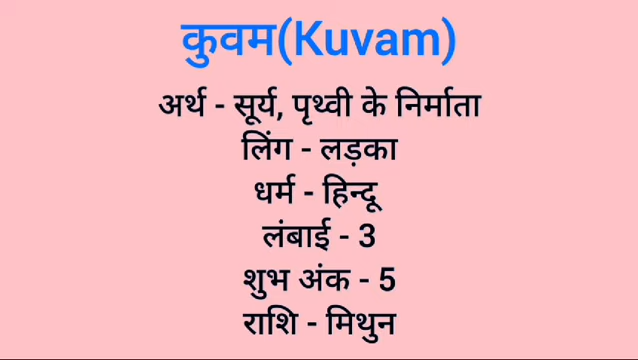 कुवम(Kuvam)
अर्थ - सूर्य, पृथ्वी के निर्माता
लिंग - लड़का
धर्म - हिन्दू
लंबाई - 3
शुभ अंक - 5
राशि - मिथुन